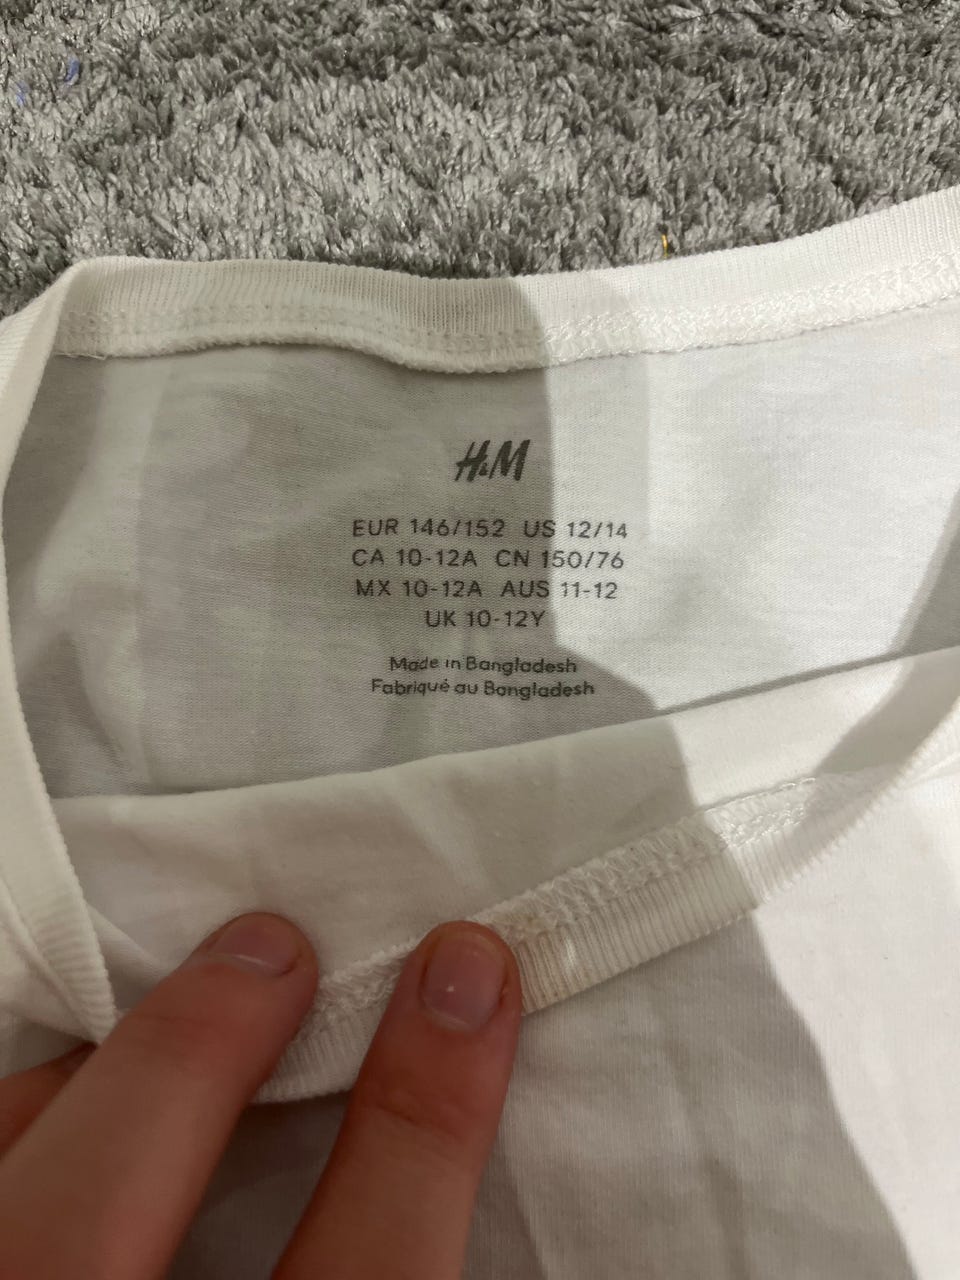 H&M
EUR 146/152 US 12/14
CA 10-12A CN 150/76
MX 10-12A AUS 11-12
UK 10-12Y
Made in Bangladesh
Fabriqué au Bangladesh